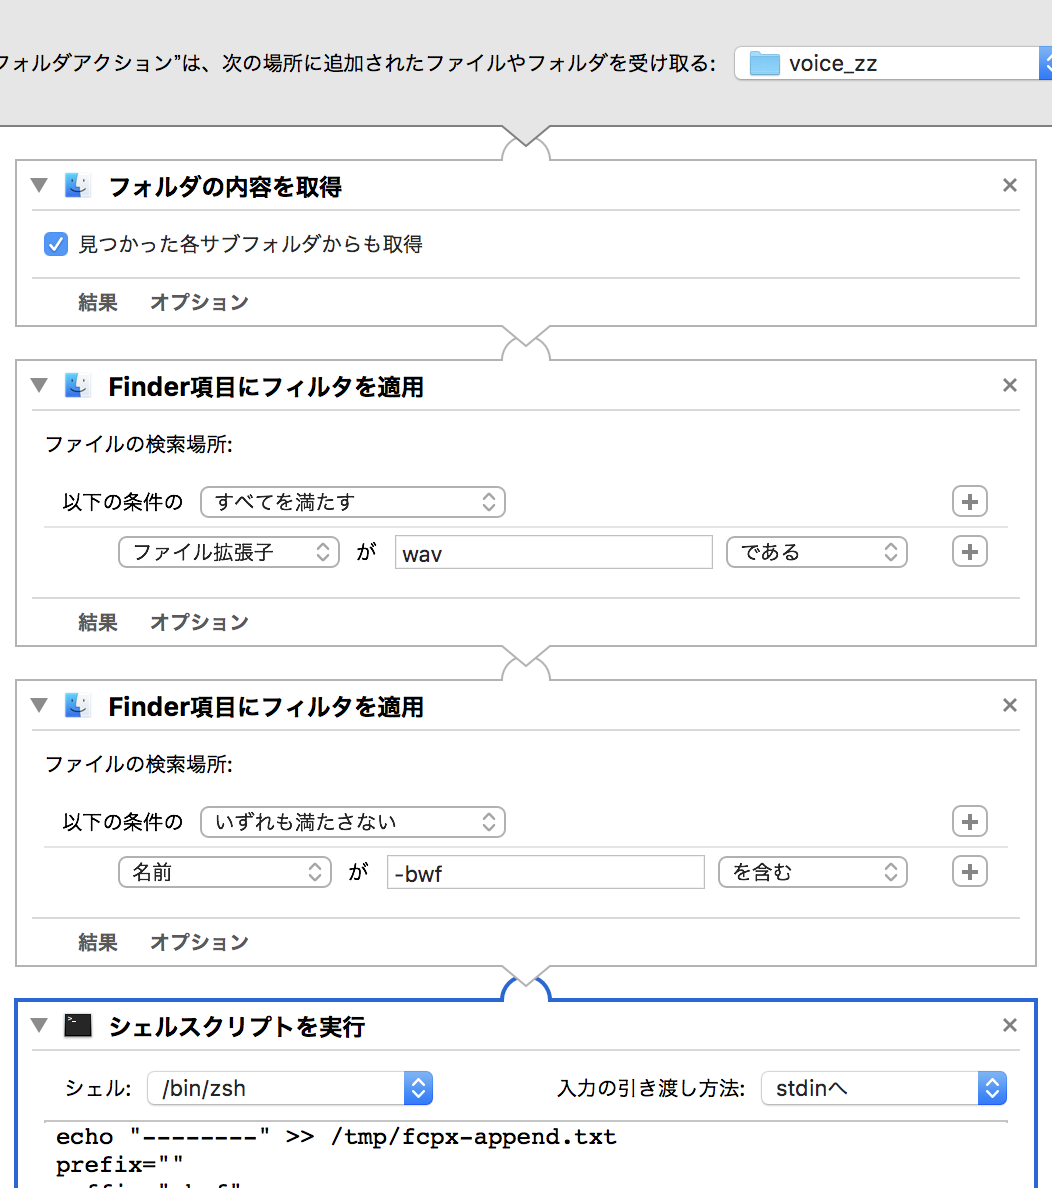 フォルダアクション”は、次の場所に追加されたファイルやフォルダを受け取る: voice_zz
フォルダの内容を取得
見つかった各サブフォルダからも取得
結果 オプション
Finder項目にフィルタを適用
ファイルの検索場所:
以下の条件の すべてを満たす
ファイル拡張子 が wav である
結果 オプション
Finder項目にフィルタを適用
ファイルの検索場所:
以下の条件の いずれも満たさない
名前 が -bwf を含む
結果 オプション
シェルスクリプトを実行
シェル: /bin/zsh 入力の引き渡し方法: stdinへ
echo "--------" >> /tmp/fcpx-append.txt
prefix=""